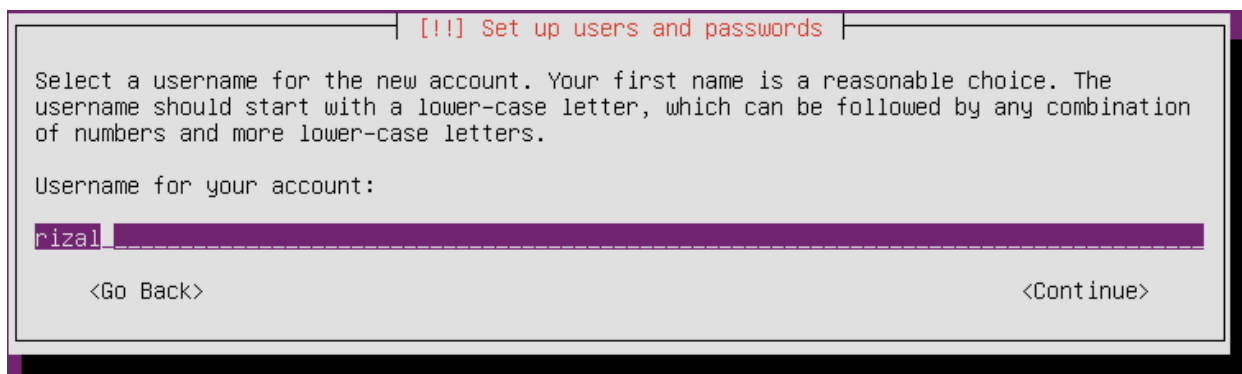 [!!] Set up users and passwords
Select a username for the new account. Your first name is a reasonable choice. The
username should start with a lower-case letter, which can be followed by any combination
of numbers and more lower-case letters.
Username for your account:
rizal
<Go Back> <Continue>